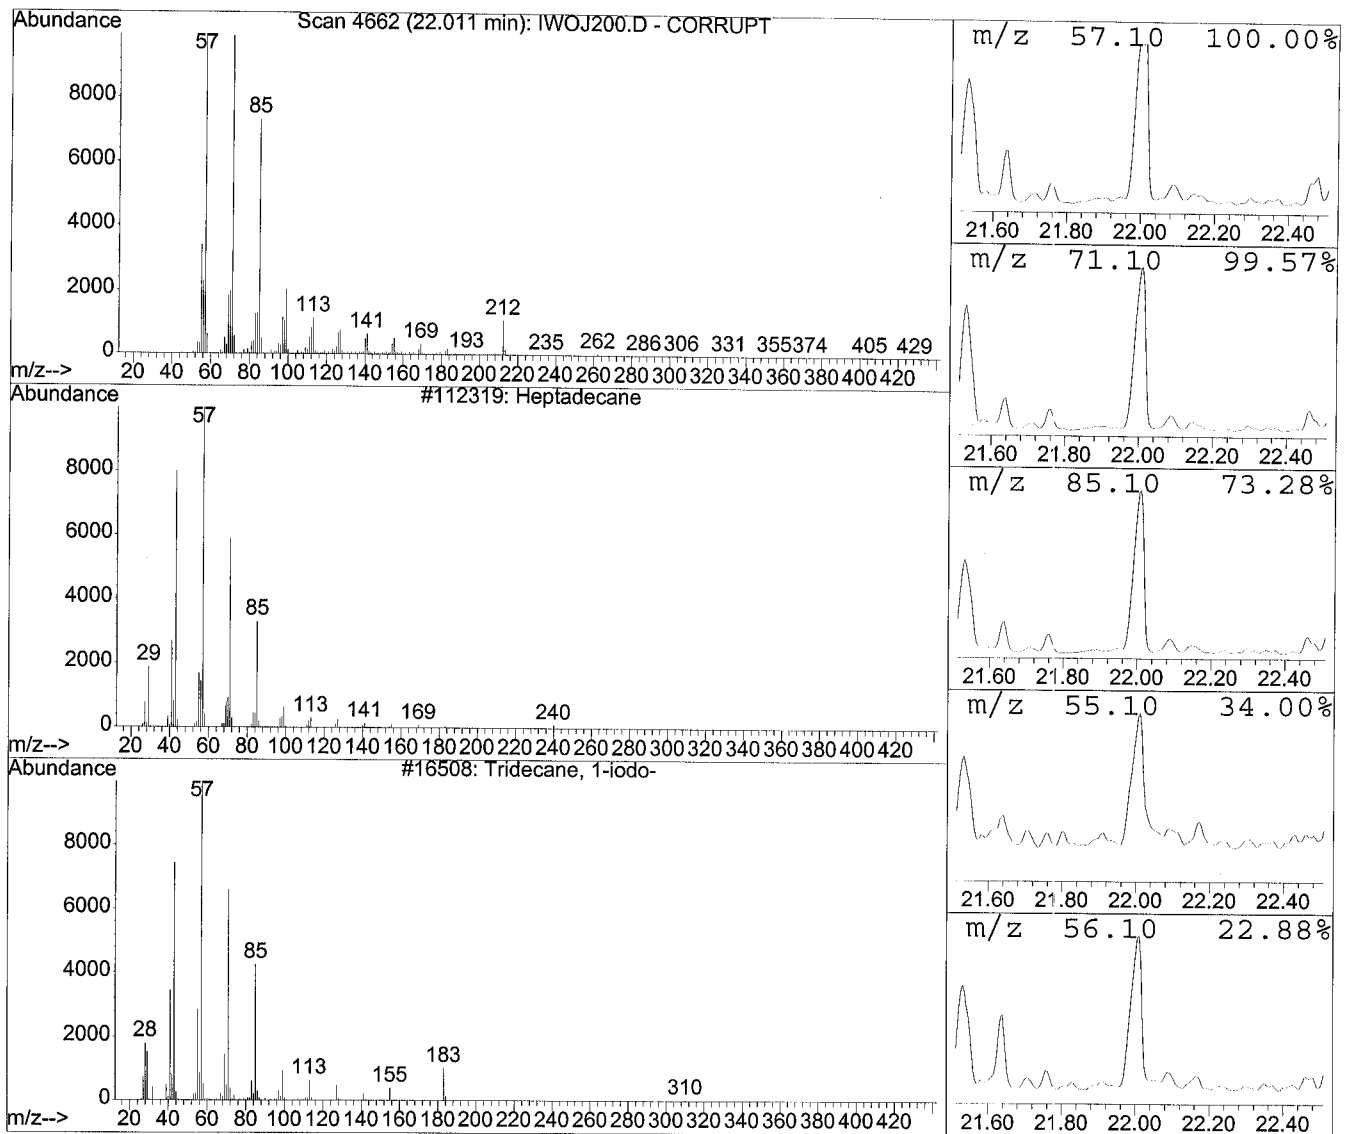 Abundance
Scan 4662 (22.011 min): IWOJ200.D - CORRUPT
57
8000
85
6000
4000
2000
113
141
169
193
212
235
262
286
306
331
355
374
405
429
0
m/z-->
20 40 60 80 100 120 140 160 180 200 220 240 260 280 300 320 340 360 380 400 420
Abundance
#112319: Heptadecane
57
8000
6000
4000
85
29
2000
113
141
169
240
0
m/z-->
20 40 60 80 100 120 140 160 180 200 220 240 260 280 300 320 340 360 380 400 420
Abundance
#16508: Tridecane, 1-iodo-
57
8000
6000
85
4000
28
2000
113
155
183
310
0
m/z-->
20 40 60 80 100 120 140 160 180 200 220 240 260 280 300 320 340 360 380 400 420
m/z 57.10 100.00%
21.60 21.80 22.00 22.20 22.40
m/z 71.10 99.57%
21.60 21.80 22.00 22.20 22.40
m/z 85.10 73.28%
21.60 21.80 22.00 22.20 22.40
m/z 55.10 34.00%
21.60 21.80 22.00 22.20 22.40
m/z 56.10 22.88%
21.60 21.80 22.00 22.20 22.40